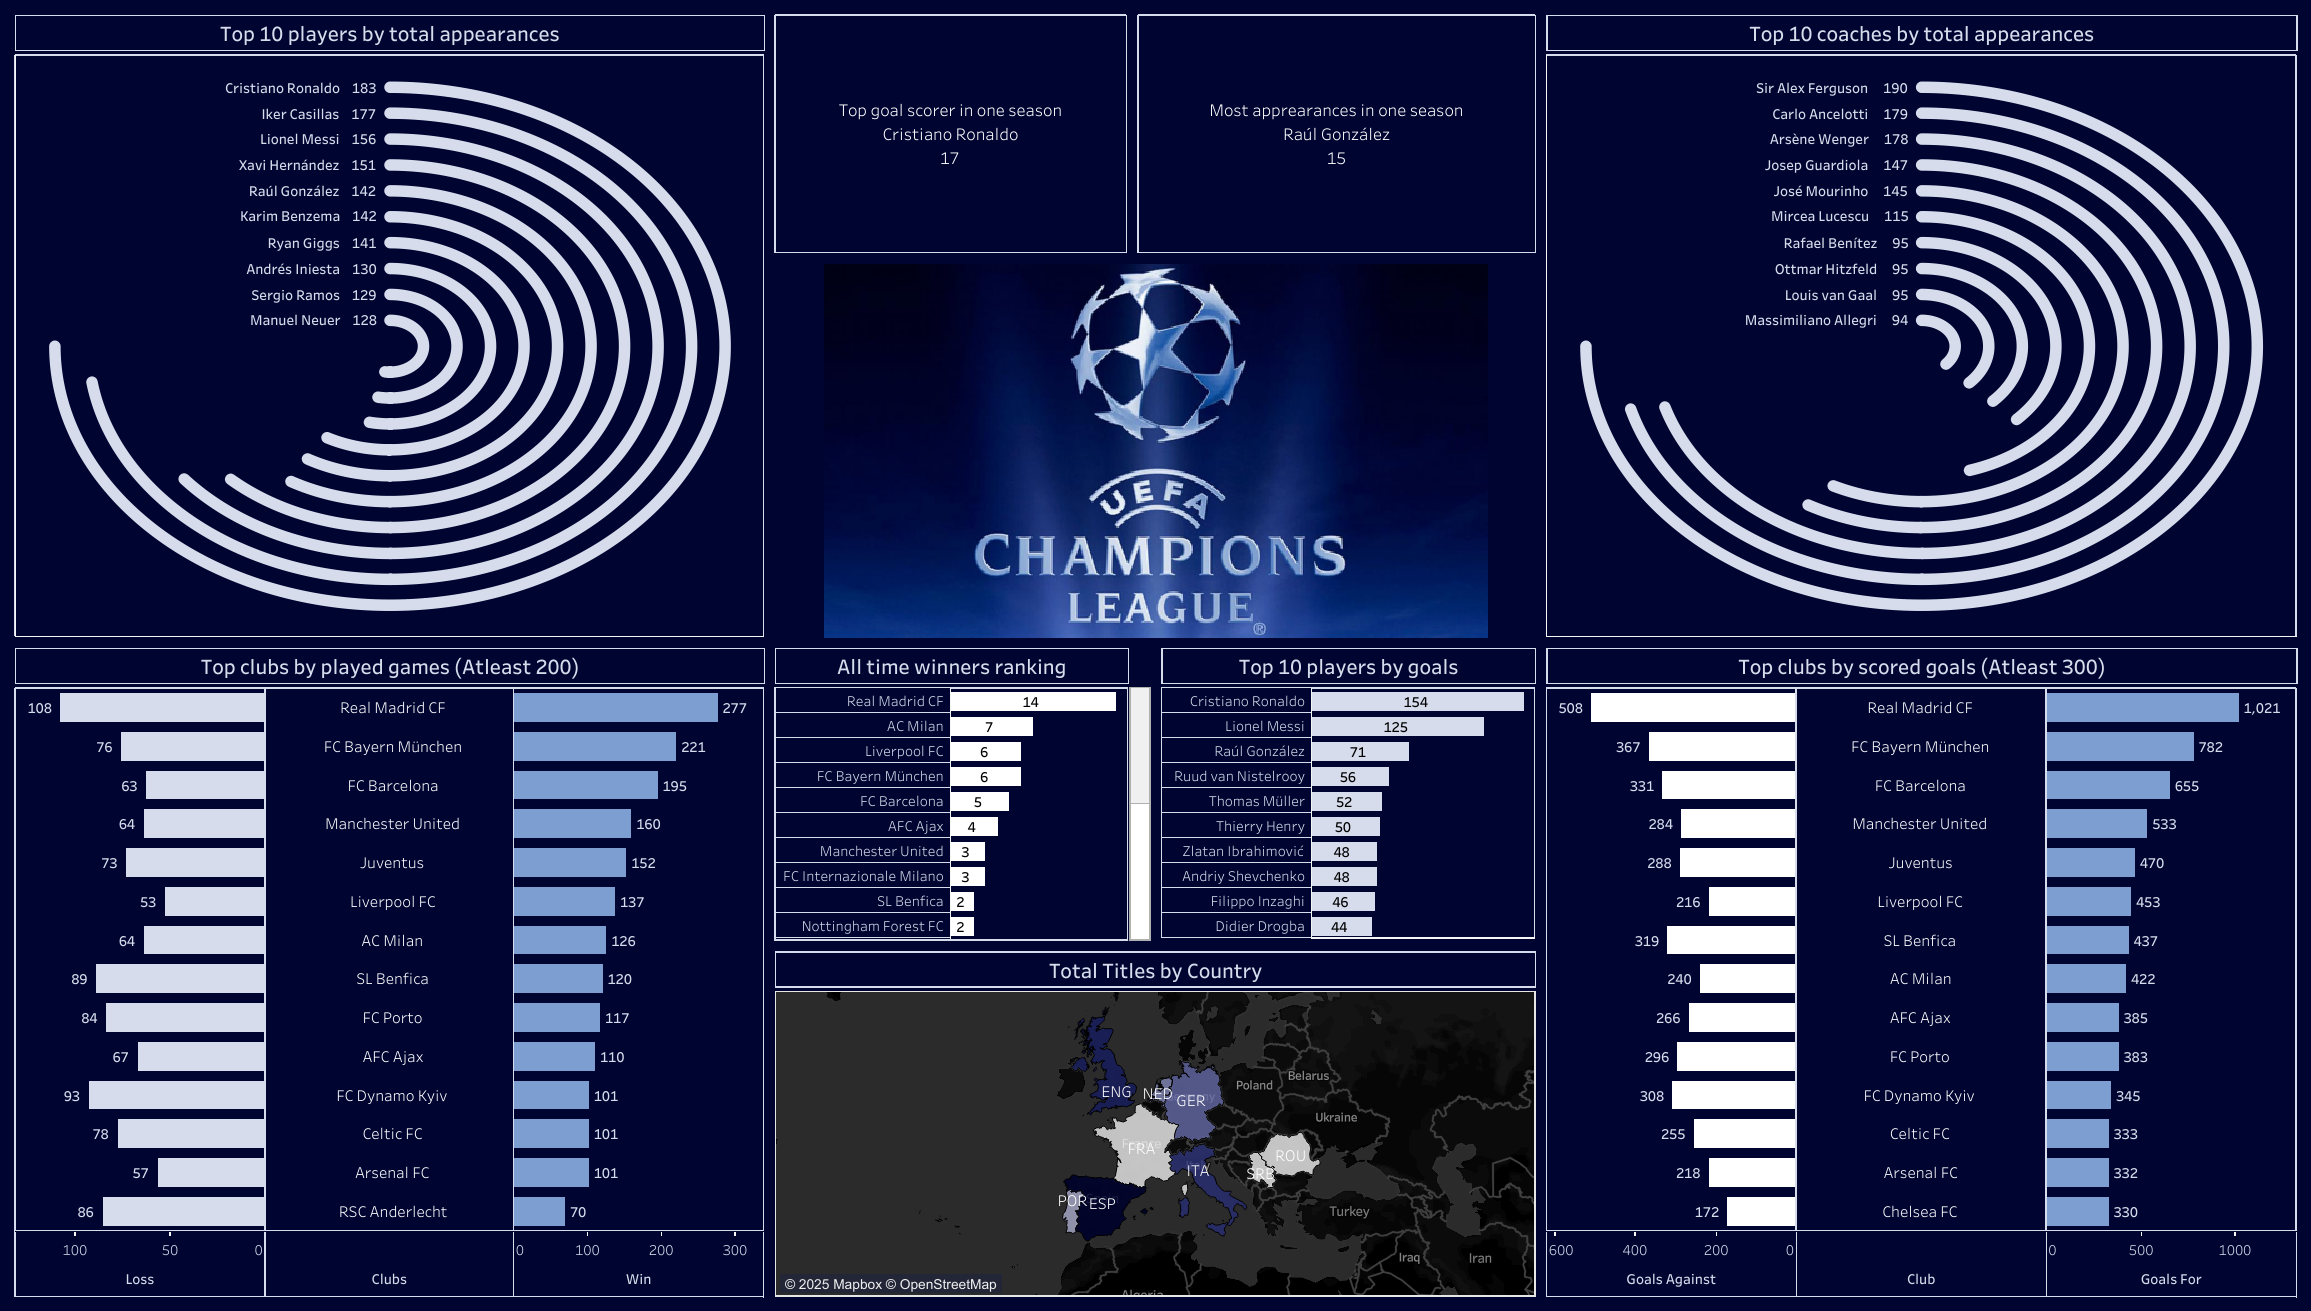 Top 10 players by total appearances
Cristiano Ronaldo 183
Iker Casillas 177
Lionel Messi 156
Xavi Hernández 151
Raúl González 142
Karim Benzema 142
Ryan Giggs 141
Andrés Iniesta 130
Sergio Ramos 129
Manuel Neuer 128
Top goal scorer in one season
Cristiano Ronaldo
17
Most apprearances in one season
Raúl González
15
UEFA
CHAMPIONS
LEAGUE®
Top 10 coaches by total appearances
Sir Alex Ferguson 190
Carlo Ancelotti 179
Arsène Wenger 178
Josep Guardiola 147
José Mourinho 145
Mircea Lucescu 115
Rafael Benítez 95
Ottmar Hitzfeld 95
Louis van Gaal 95
Massimiliano Allegri 94
Top clubs by played games (Atleast 200)
108 Real Madrid CF 277
76 FC Bayern München 221
63 FC Barcelona 195
64 Manchester United 160
73 Juventus 152
53 Liverpool FC 137
64 AC Milan 126
89 SL Benfica 120
84 FC Porto 117
67 AFC Ajax 110
93 FC Dynamo Kyiv 101
78 Celtic FC 101
57 Arsenal FC 101
86 RSC Anderlecht 70
100 50 0 0 100 200 300
Loss Clubs Win
All time winners ranking
Real Madrid CF 14
AC Milan 7
Liverpool FC 6
FC Bayern München 6
FC Barcelona 5
AFC Ajax 4
Manchester United 3
FC Internazionale Milano 3
SL Benfica 2
Nottingham Forest FC 2
Top 10 players by goals
Cristiano Ronaldo 154
Lionel Messi 125
Raúl González 71
Ruud van Nistelrooy 56
Thomas Müller 52
Thierry Henry 50
Zlatan Ibrahimović 48
Andriy Shevchenko 48
Filippo Inzaghi 46
Didier Drogba 44
Total Titles by Country
Belarus
Poland
ENG NED GER
Ukraine
France
FRA
ROU
ITA SRB
POR ESP
Turkey
Iraq Iran
© 2025 Mapbox © OpenStreetMap
Algeria
Top clubs by scored goals (Atleast 300)
508 Real Madrid CF 1,021
367 FC Bayern München 782
331 FC Barcelona 655
284 Manchester United 533
288 Juventus 470
216 Liverpool FC 453
319 SL Benfica 437
240 AC Milan 422
266 AFC Ajax 385
296 FC Porto 383
308 FC Dynamo Kyiv 345
255 Celtic FC 333
218 Arsenal FC 332
172 Chelsea FC 330
600 400 200 0 0 500 1000
Goals Against Club Goals For